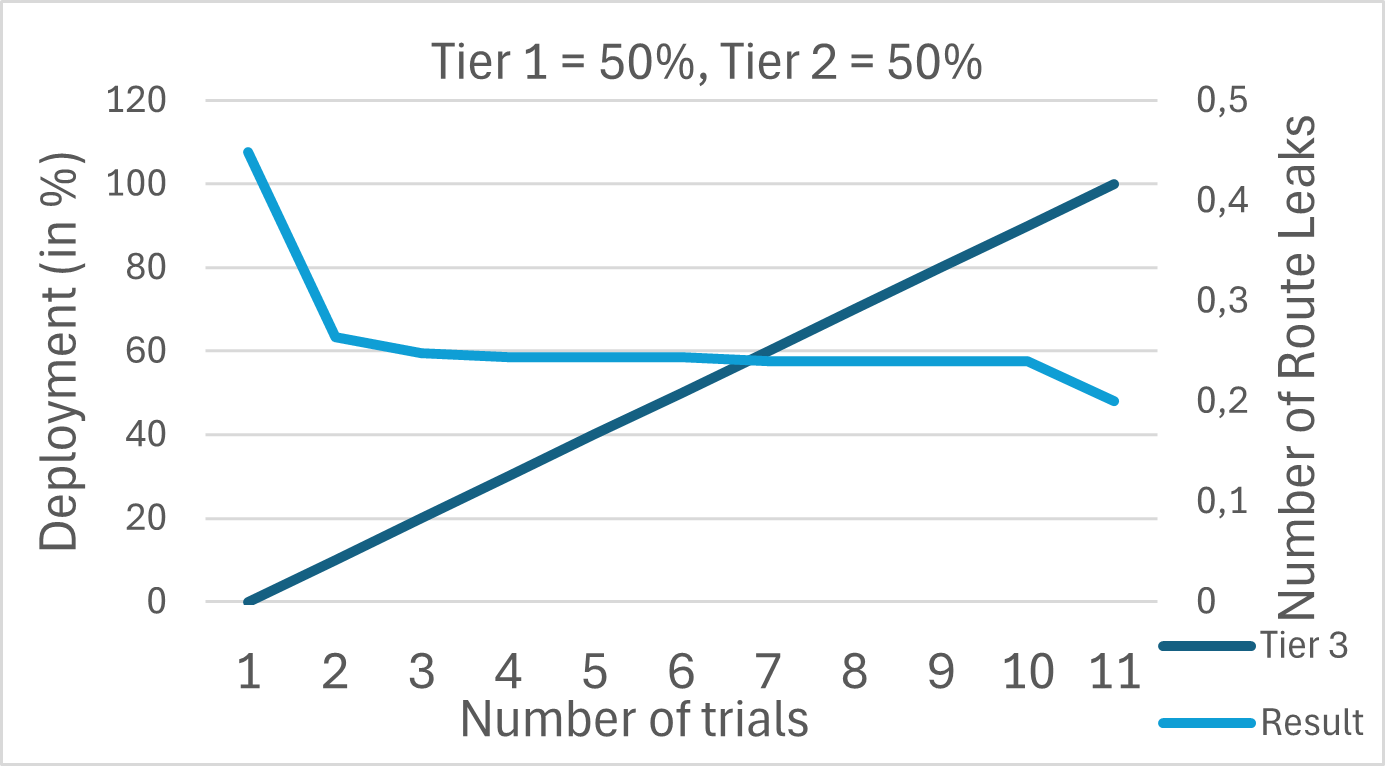 Tier 1 = 50%, Tier 2 = 50%
Deployment (in %)
120
100
80
60
40
20
0
0,5
0,4
0,3
0,2
0,1
0
Number of Route Leaks
1 2 3 4 5 6 7 8 9 10 11
Number of trials
Tier 3
Result